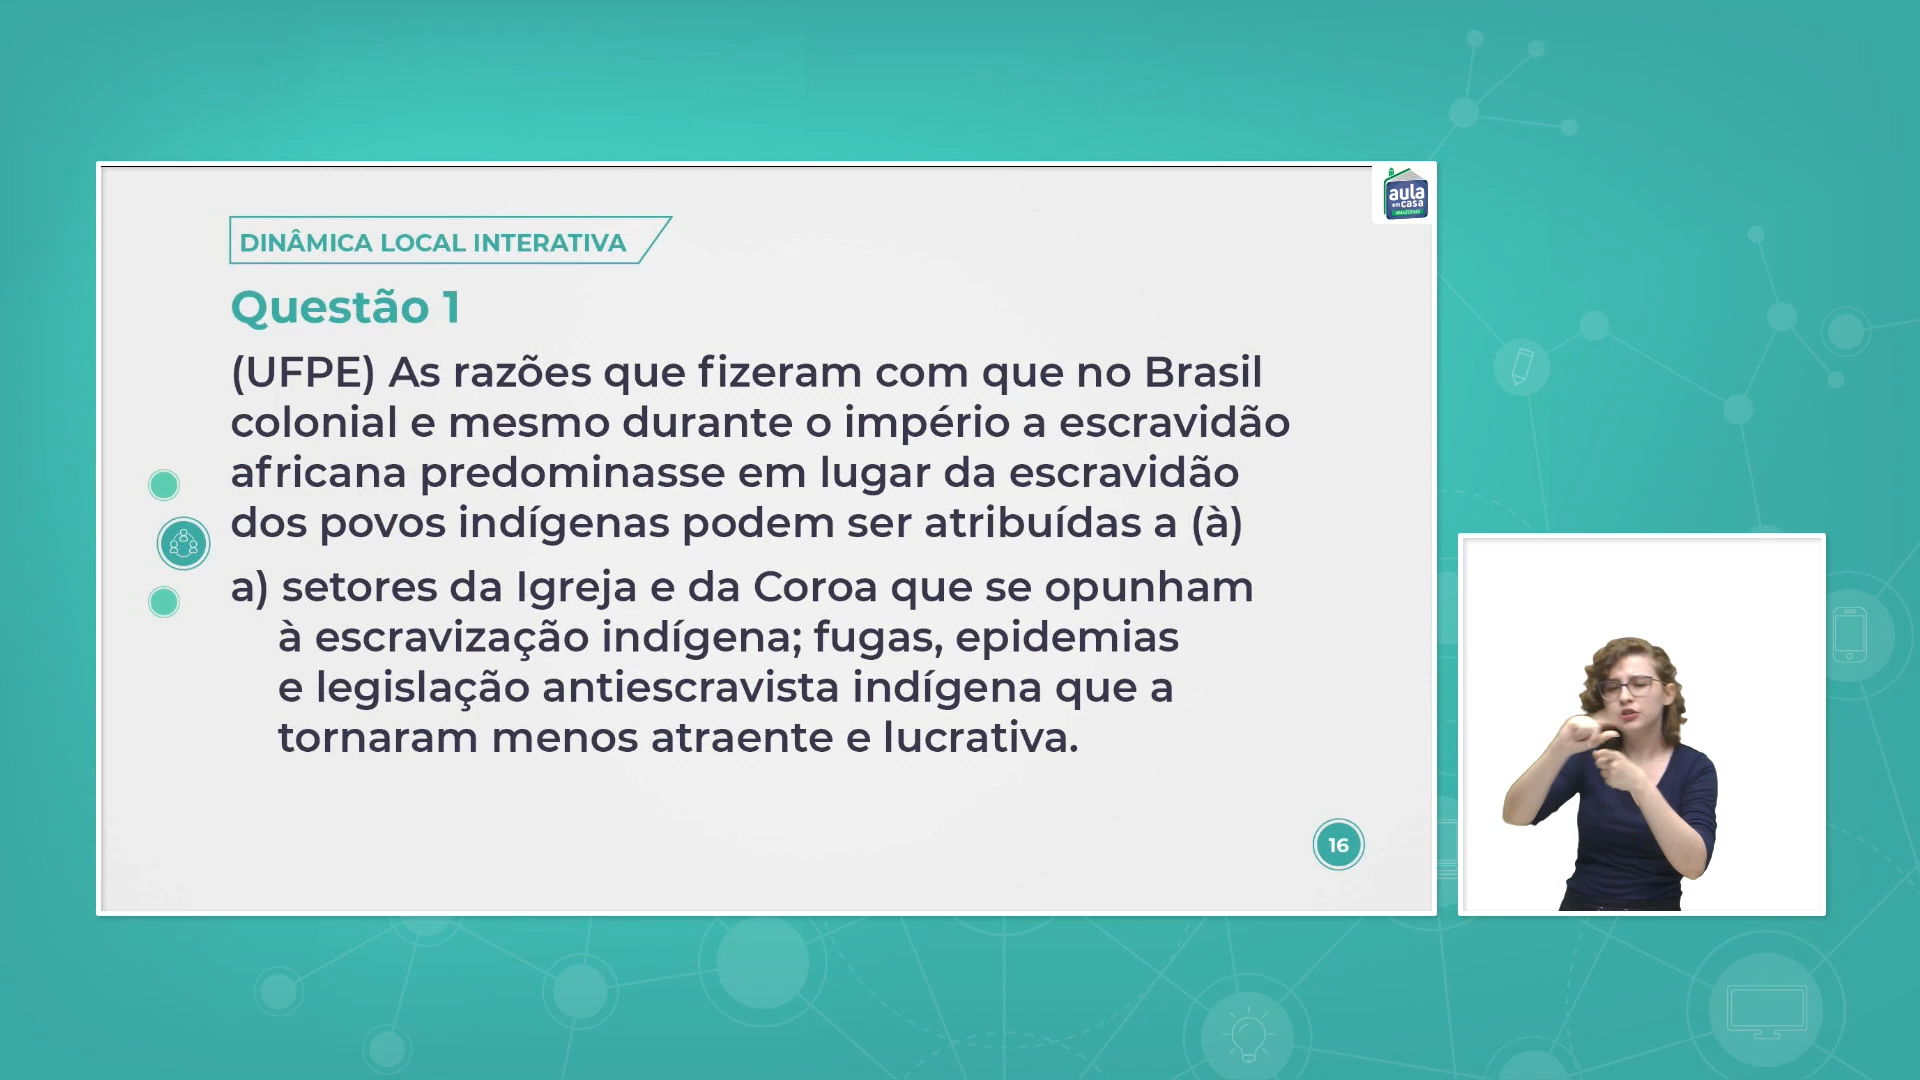 aula
em casa
AMAZONAS
DINÂMICA LOCAL INTERATIVA
Questão 1
(UFPE) As razões que fizeram com que no Brasil
colonial e mesmo durante o império a escravidão
africana predominasse em lugar da escravidão
dos povos indígenas podem ser atribuídas a (à)
a) setores da Igreja e da Coroa que se opunham
à escravização indígena; fugas, epidemias
e legislação antiescravista indígena que a
tornaram menos atraente e lucrativa.
16